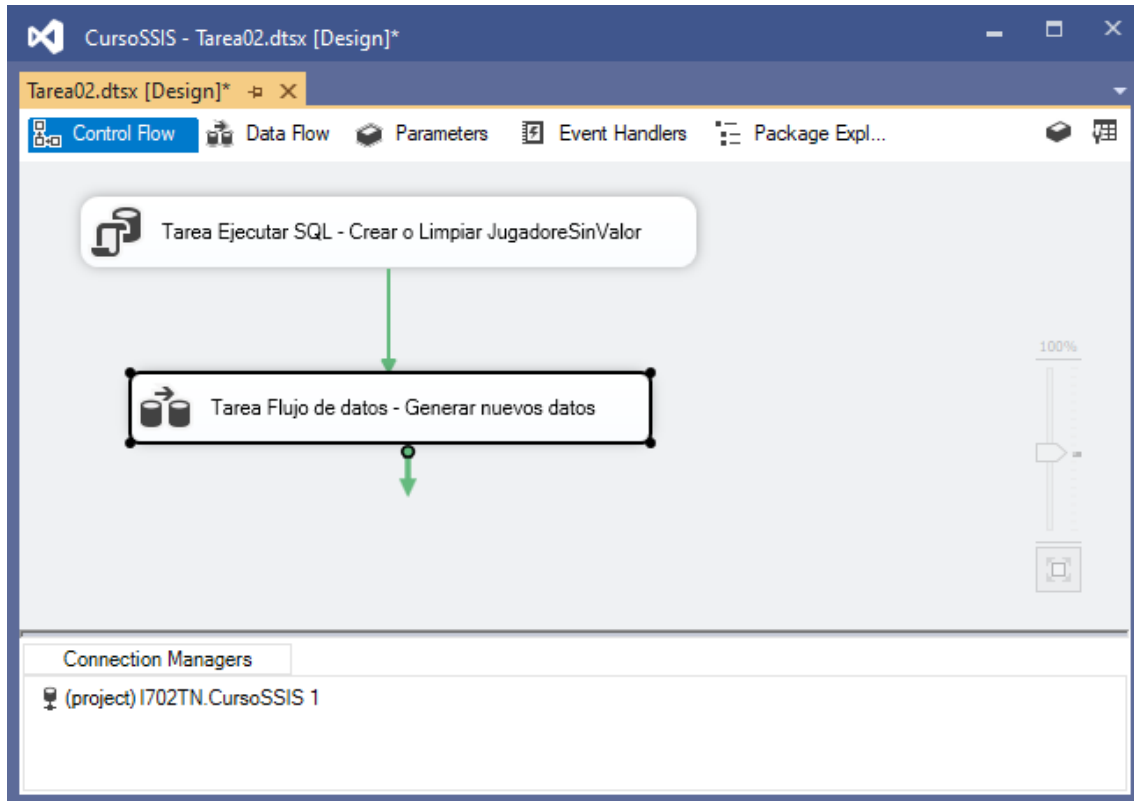 CursoSSIS - Tarea02.dtsx [Design]*
Tarea02.dtsx [Design]*
Control Flow Data Flow Parameters Event Handlers Package Expl...
Tarea Ejecutar SQL - Crear o Limpiar JugadoreSinValor
100%
Tarea Flujo de datos - Generar nuevos datos
Connection Managers
(project) I702TN.CursoSSIS 1